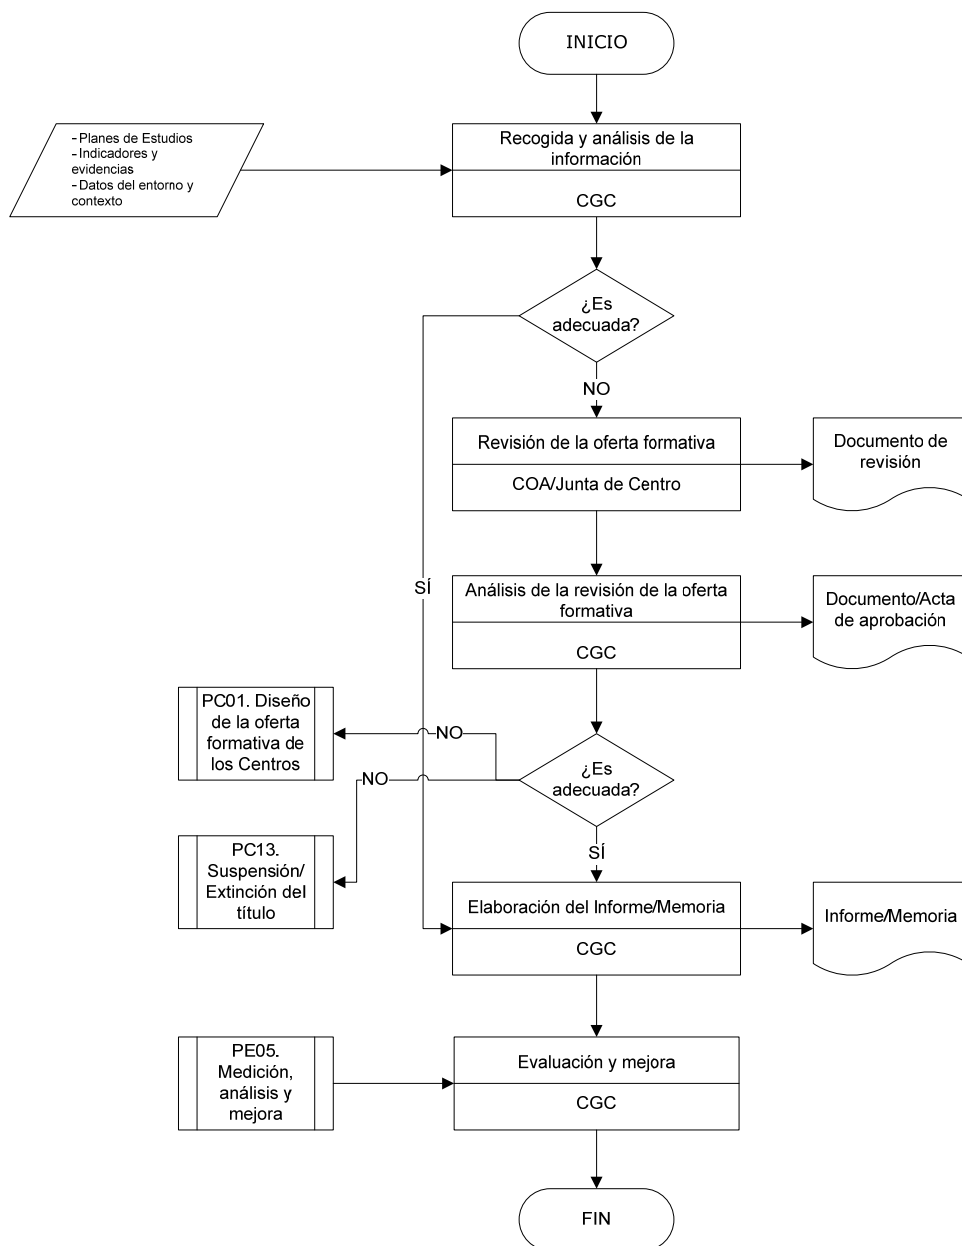 INICIO
-Planes de Estudios
-Indicadores y
evidencias
-Datos del entorno y
contexto
Recogida y análisis de la
información
CGC
¿Es
adecuada?
NO
Revisión de la oferta formativa
COA/Junta de Centro
Documento de
revisión
SÍ
Análisis de la revisión de la oferta
formativa
CGC
Documento/Acta
de aprobación
PC01. Diseño
de la oferta
formativa de
los Centros
NO
¿Es
adecuada?
NO
SÍ
PC13.
Suspensión/
Extinción del
título
Elaboración del Informe/Memoria
CGC
Informe/Memoria
PE05.
Medición,
análisis y
mejora
Evaluación y mejora
CGC
FIN